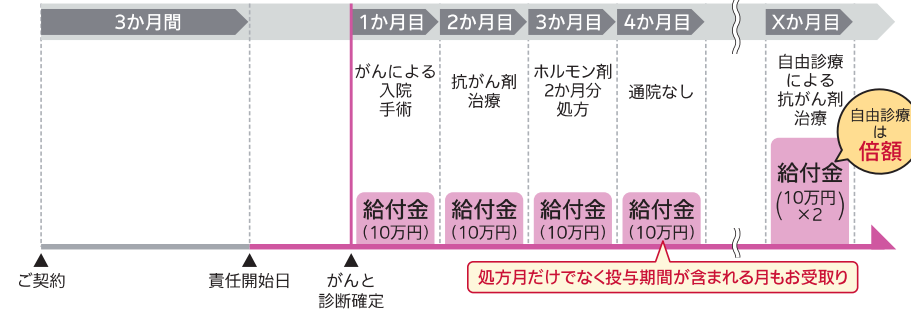 3か月間
1か月目
2か月目
3か月目
4か月目
Xか月目
がんによる
入院
手術
抗がん剤
治療
ホルモン剤
2か月分
処方
通院なし
自由診療
による
抗がん剤
治療
自由診療
は
倍額
給付金
(10万円)
給付金
(10万円)
給付金
(10万円)
給付金
(10万円)
給付金
(10万円
×2)
ご契約
責任開始日
がんと
診断確定
処方月だけでなく投与期間が含まれる月もお受取り